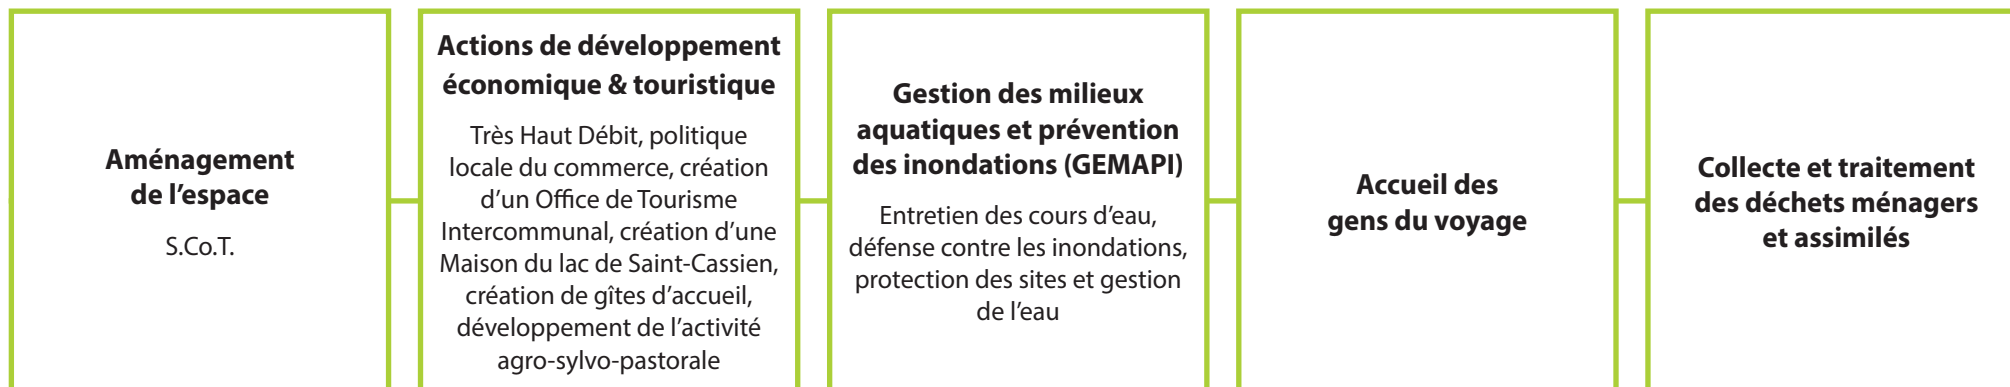 Aménagement
de l’espace
S.Co.T.
Actions de développement
économique & touristique
Très Haut Débit, politique
locale du commerce, création
d’un Office de Tourisme
Intercommunal, création d’une
Maison du lac de Saint-Cassien,
création de gîtes d’accueil,
développement de l’activité
agro-sylvo-pastorale
Gestion des milieux
aquatiques et prévention
des inondations (GEMAPI)
Entretien des cours d’eau,
défense contre les inondations,
protection des sites et gestion
de l’eau
Accueil des
gens du voyage
Collecte et traitement
des déchets ménagers
et assimilés